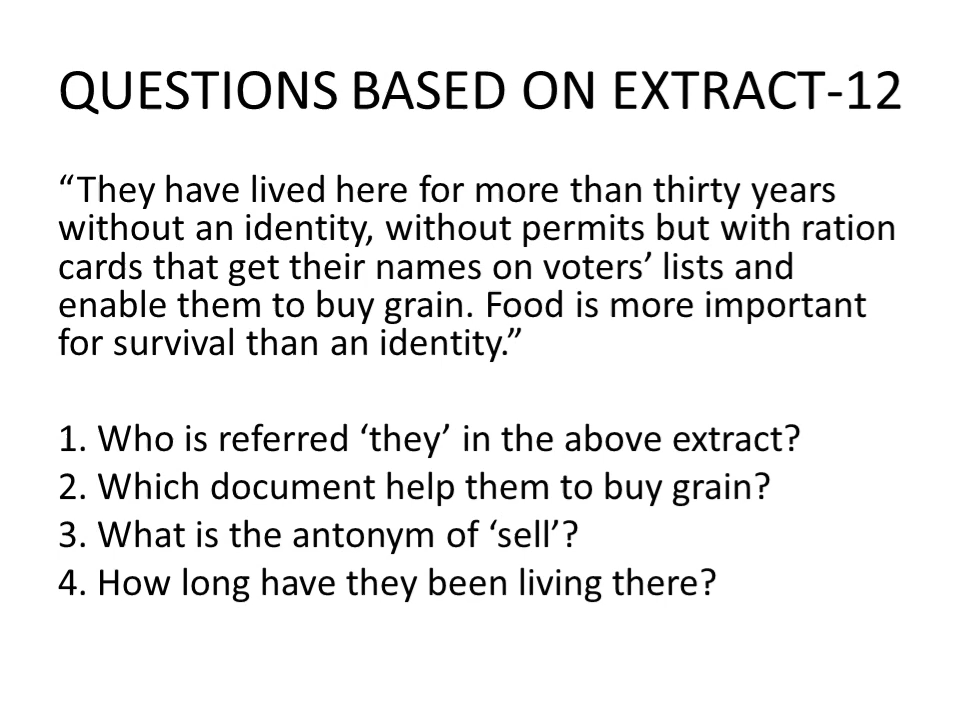 QUESTIONS BASED ON EXTRACT-12
“They have lived here for more than thirty years
without an identity, without permits but with ration
cards that get their names on voters’ lists and
enable them to buy grain. Food is more important
for survival than an identity.”
1. Who is referred ‘they’ in the above extract?
2. Which document help them to buy grain?
3. What is the antonym of ‘sell’?
4. How long have they been living there?